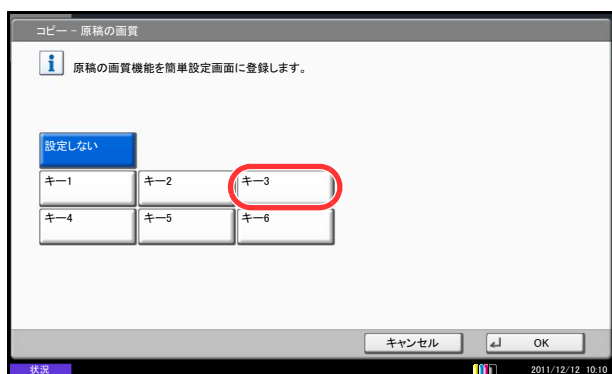 コピー - 原稿の画質
原稿の画質機能を簡単設定画面に登録します。
設定しない
キー1 キー2 キー3
キー4 キー5 キー6
キャンセル OK
状況 2011/12/12 10:10